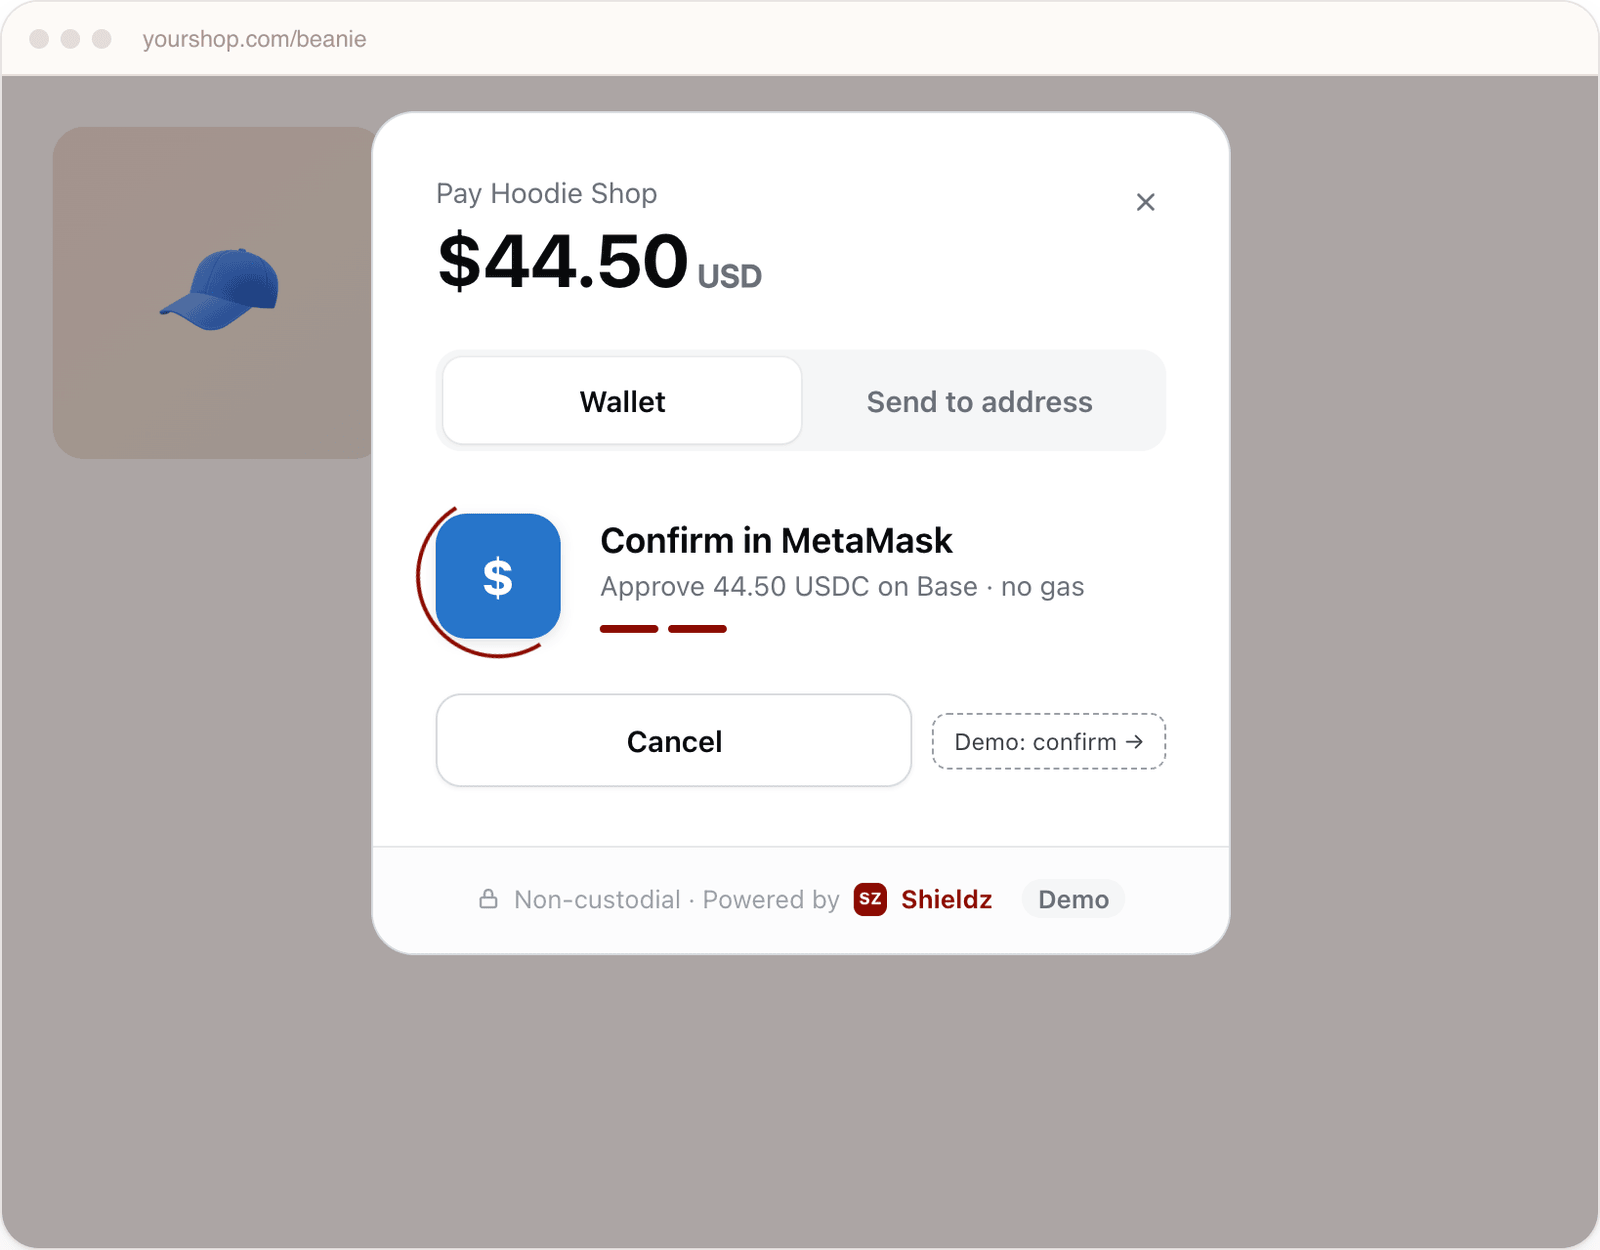 yourshop.com/beanie
Pay Hoodie Shop
$44.50 USD
Wallet
Send to address
$
Confirm in MetaMask
Approve 44.50 USDC on Base · no gas
Cancel
Demo: confirm →
Non-custodial · Powered by SZ Shieldz Demo